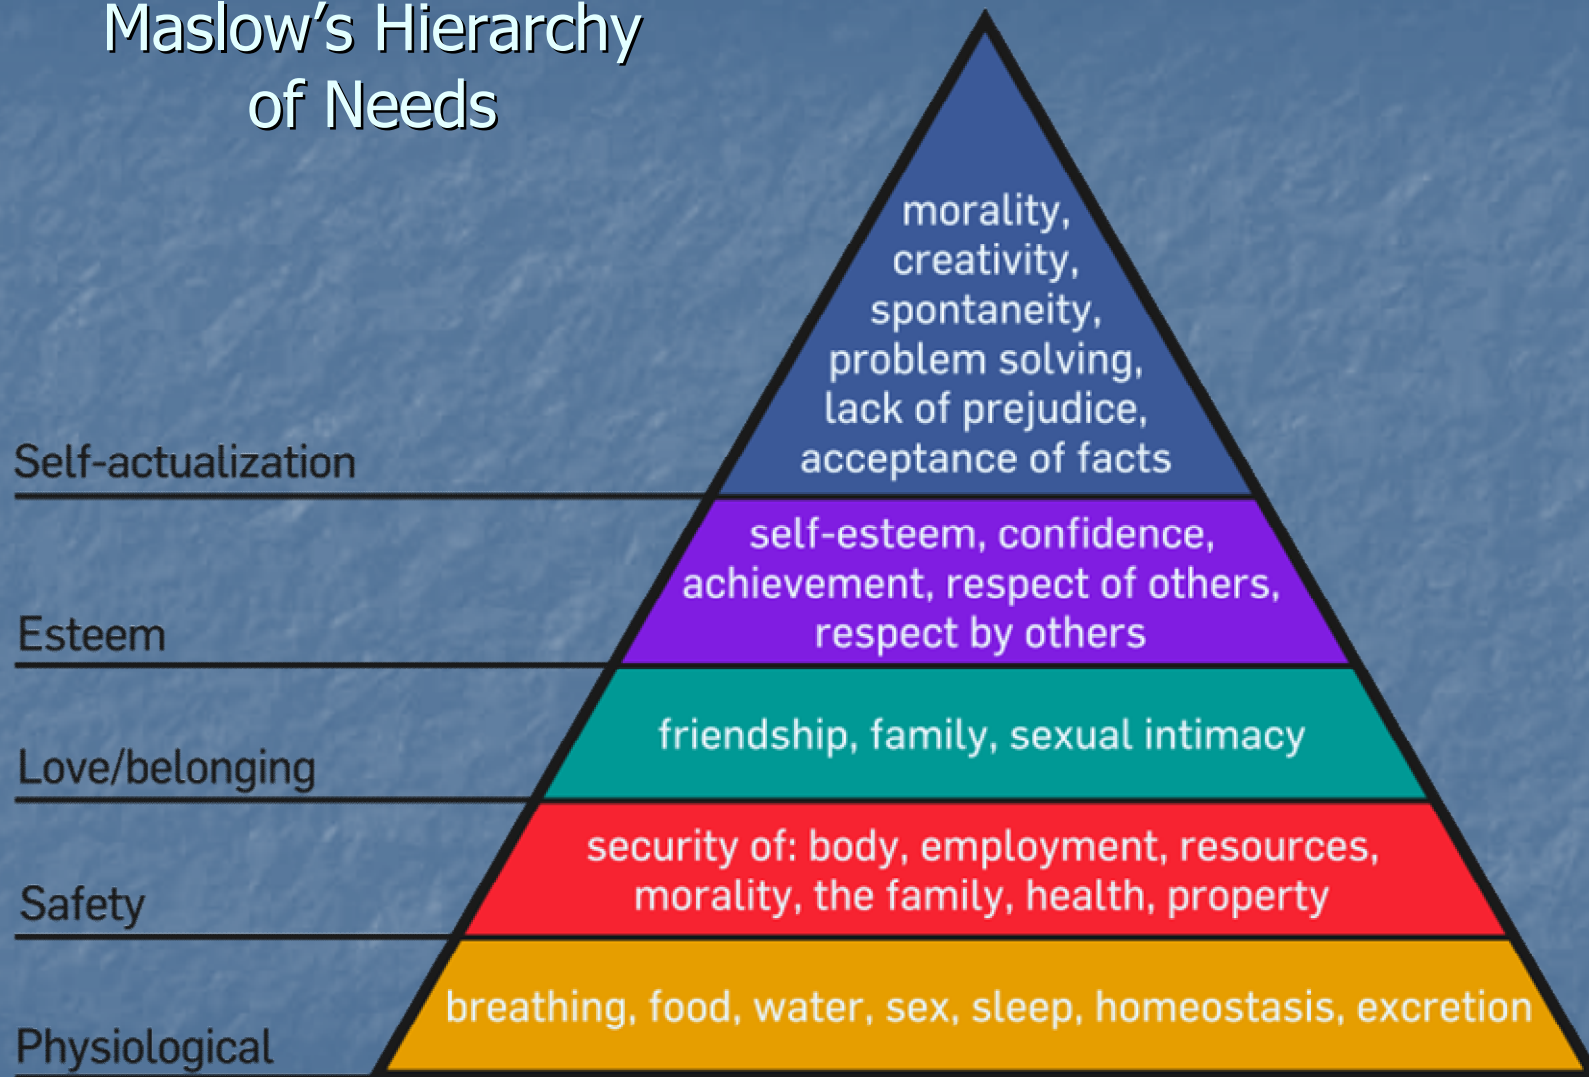 Maslow’s Hierarchy
of Needs
morality,
creativity,
spontaneity,
problem solving,
lack of prejudice,
acceptance of facts
Self-actualization
self-esteem, confidence,
achievement, respect of others,
respect by others
Esteem
friendship, family, sexual intimacy
Love/belonging
security of: body, employment, resources,
morality, the family, health, property
Safety
breathing, food, water, sex, sleep, homeostasis, excretion
Physiological